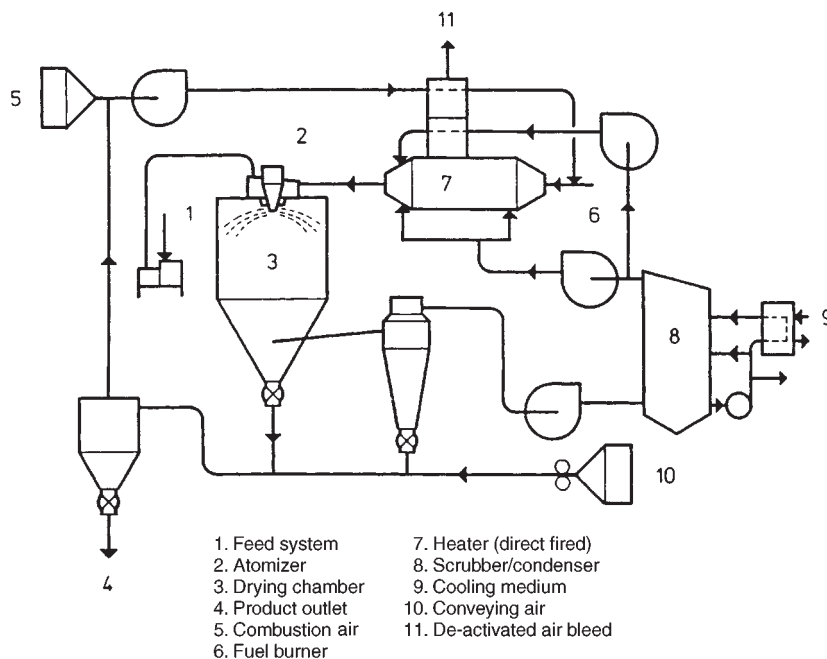 11
5
2
1
7
6
3
8
9
10
4
1. Feed system
2. Atomizer
3. Drying chamber
4. Product outlet
5. Combustion air
6. Fuel burner
7. Heater (direct fired)
8. Scrubber/condenser
9. Cooling medium
10. Conveying air
11. De-activated air bleed